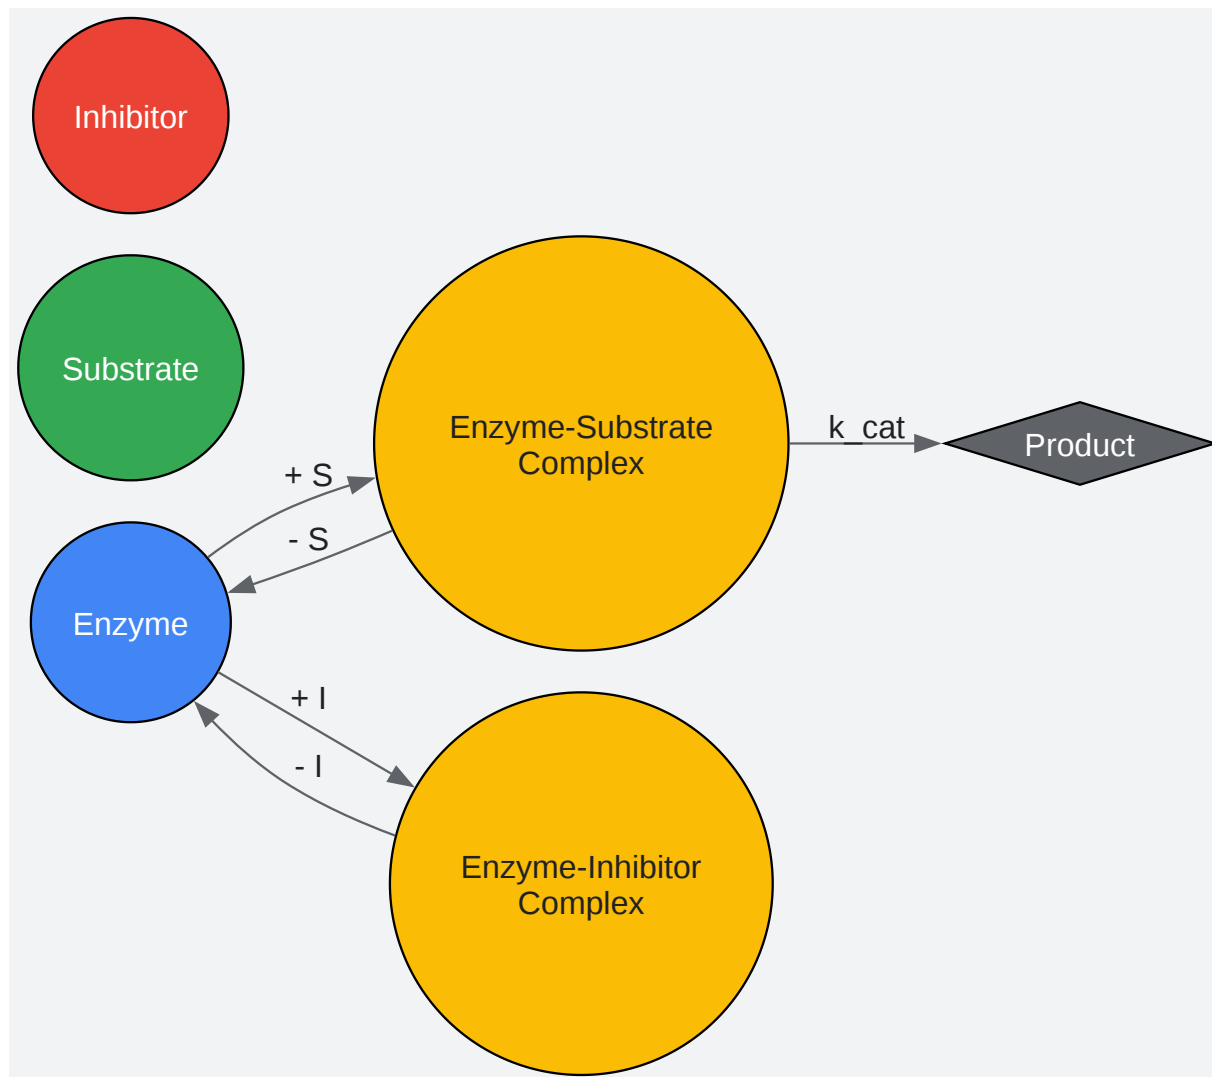 Inhibitor
Substrate
Enzyme-Substrate
Complex
k_cat
Product
+ S
- S
Enzyme
+ I
- I
Enzyme-Inhibitor
Complex